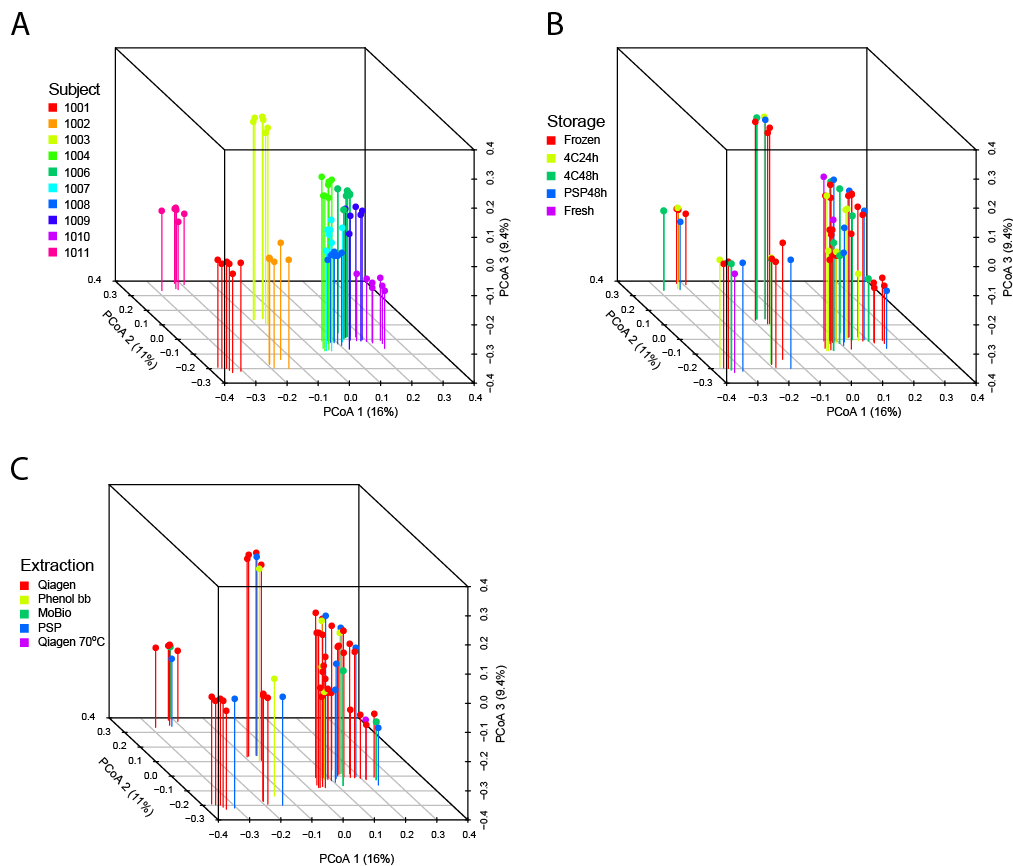 A
Subject
1001
1002
1003
1004
1006
1007
1008
1009
1010
1011
0.4
0.3
0.2
0.1
0.0
−0.1
−0.2
−0.3
−0.4
PCoA 3 (9.4%)
0.4
0.3
0.2
0.1
0.0
−0.1
−0.2
−0.3
PCoA 2 (11%)
−0.4 −0.3 −0.2 −0.1 0.0 0.1 0.2 0.3 0.4
PCoA 1 (16%)
B
Storage
Frozen
4C24h
4C48h
PSP48h
Fresh
0.4
0.3
0.2
0.1
0.0
−0.1
−0.2
−0.3
−0.4
PCoA 3 (9.4%)
0.4
0.3
0.2
0.1
0.0
−0.1
−0.2
−0.3
PCoA 2 (11%)
−0.4 −0.3 −0.2 −0.1 0.0 0.1 0.2 0.3 0.4
PCoA 1 (16%)
C
Extraction
Qiagen
Phenol bb
MoBio
PSP
Qiagen 70ºC
0.4
0.3
0.2
0.1
0.0
−0.1
−0.2
−0.3
−0.4
PCoA 3 (9.4%)
0.4
0.3
0.2
0.1
0.0
−0.1
−0.2
−0.3
PCoA 2 (11%)
−0.4 −0.3 −0.2 −0.1 0.0 0.1 0.2 0.3 0.4
PCoA 1 (16%)